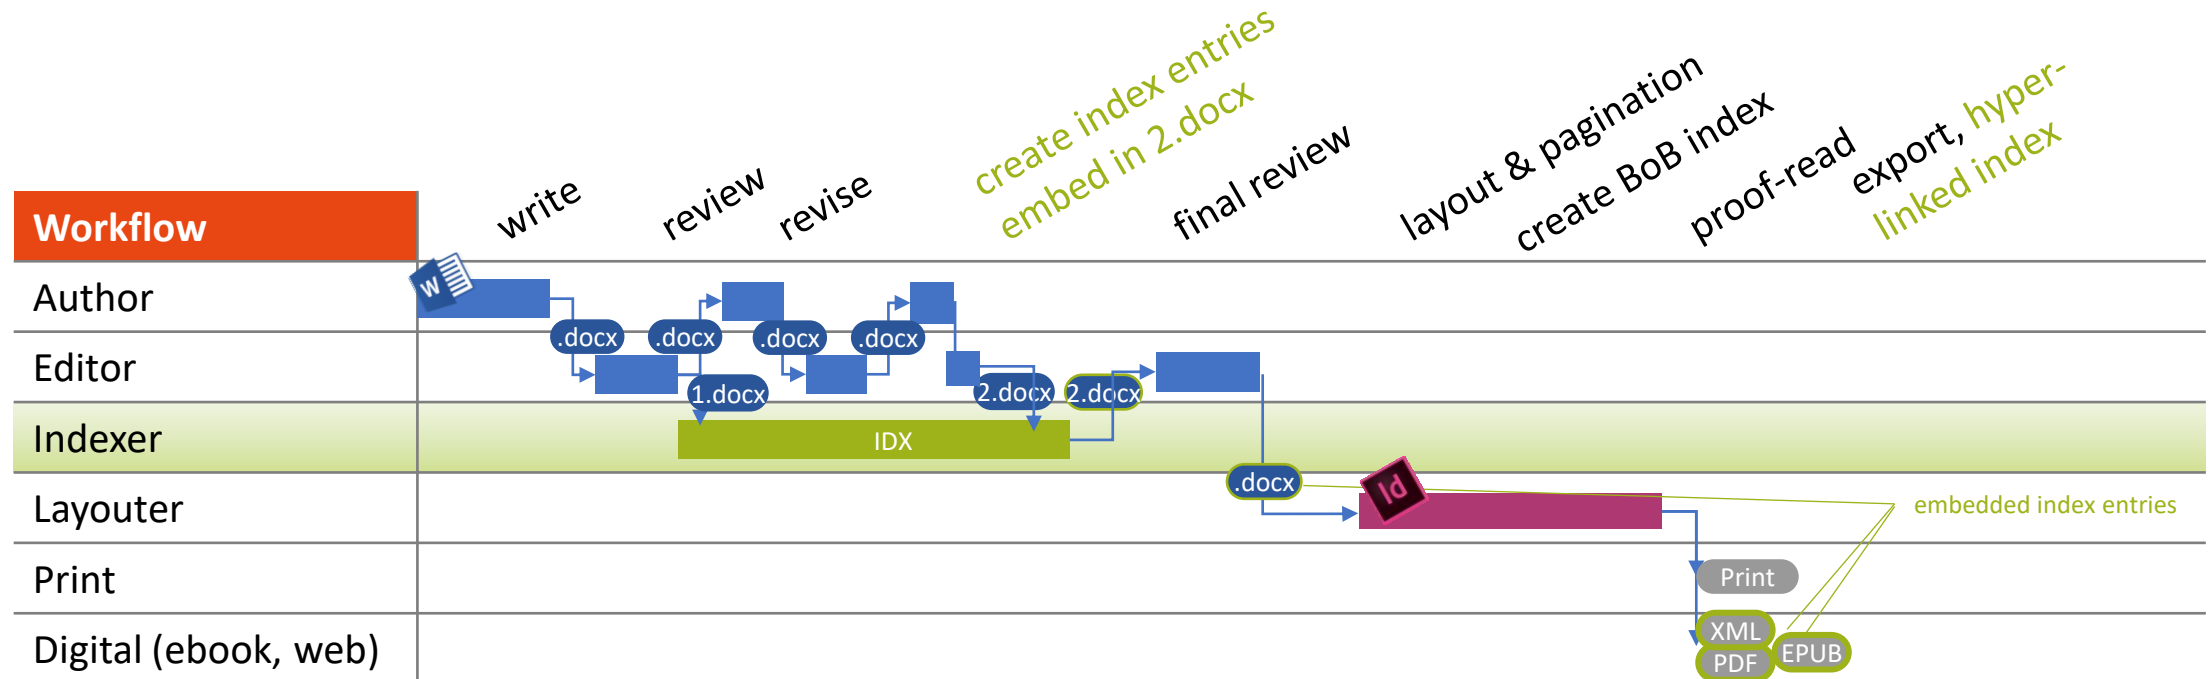 create index entries
embed in 2.docx
write
review
revise
final review
layout & pagination
create BoB index
proof-read
export, hyper-
linked index
Workflow
W
Author
.docx
.docx
.docx
.docx
Editor
1.docx
2.docx
2.docx
Indexer
IDX
.docx
Id
Layouter
embedded index entries
Print
Print
Digital (ebook, web)
XML
PDF
EPUB